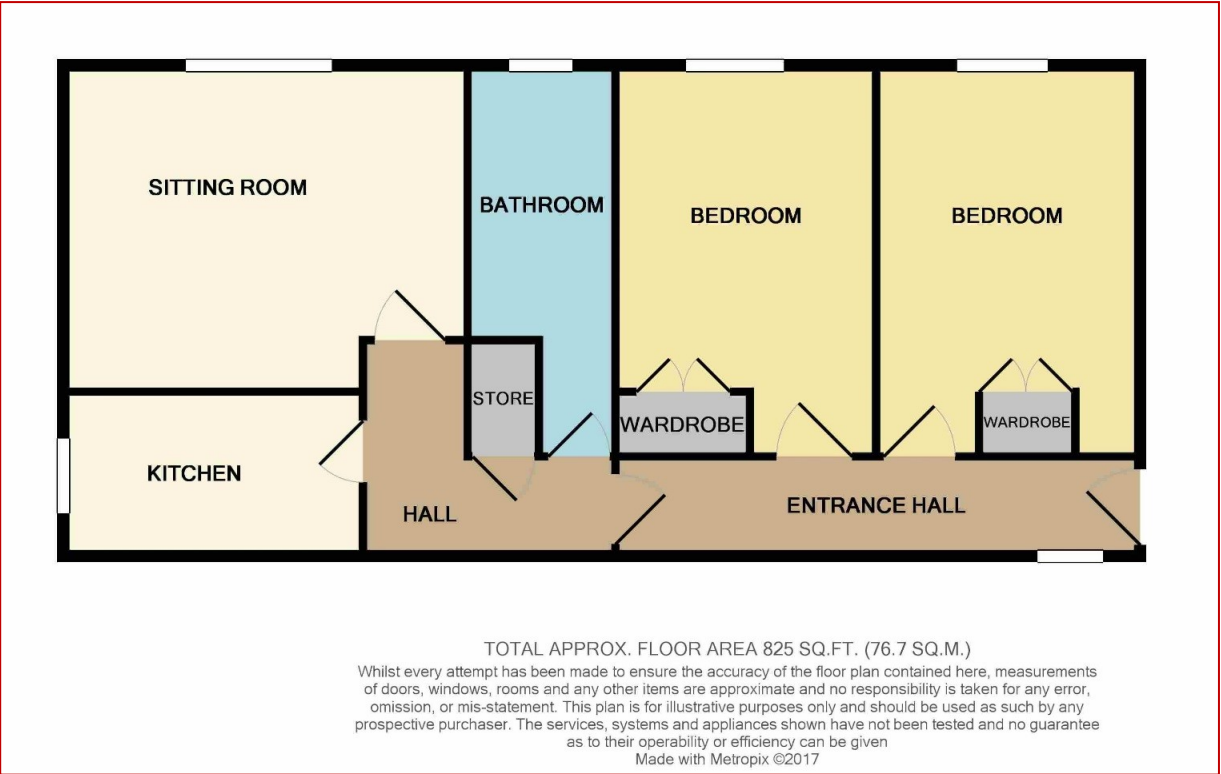 SITTING ROOM
BATHROOM
BEDROOM
BEDROOM
STORE
WARDROBE
WARDROBE
KITCHEN
HALL
ENTRANCE HALL
TOTAL APPROX. FLOOR AREA 825 SQ.FT. (76.7 SQ.M.)
Whilst every attempt has been made to ensure the accuracy of the floor plan contained here, measurements
of doors, windows, rooms and any other items are approximate and no responsibility is taken for any error,
omission, or mis-statement. This plan is for illustrative purposes only and should be used as such by any
prospective purchaser. The services, systems and appliances shown have not been tested and no guarantee
as to their operability or efficiency can be given
Made with Metropix ©2017